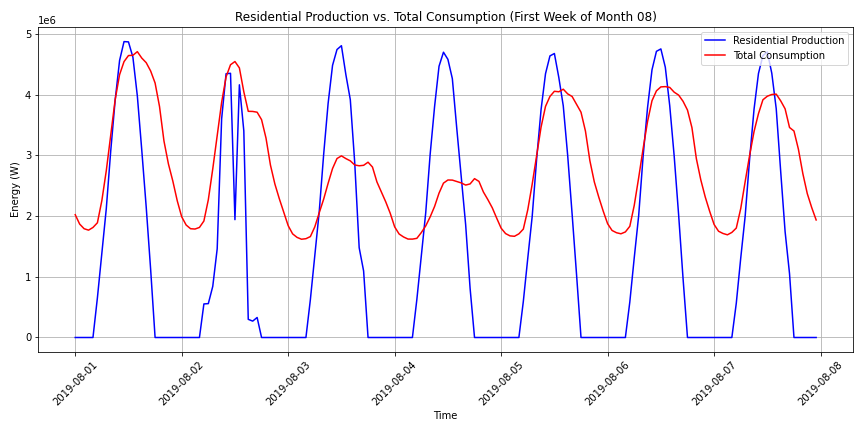 Residential Production vs. Total Consumption (First Week of Month 08)
1e6
Residential Production
Total Consumption
5
4
3
2
1
0
Energy (W)
2019-08-01
2019-08-02
2019-08-03
2019-08-04
2019-08-05
2019-08-06
2019-08-07
2019-08-08
Time